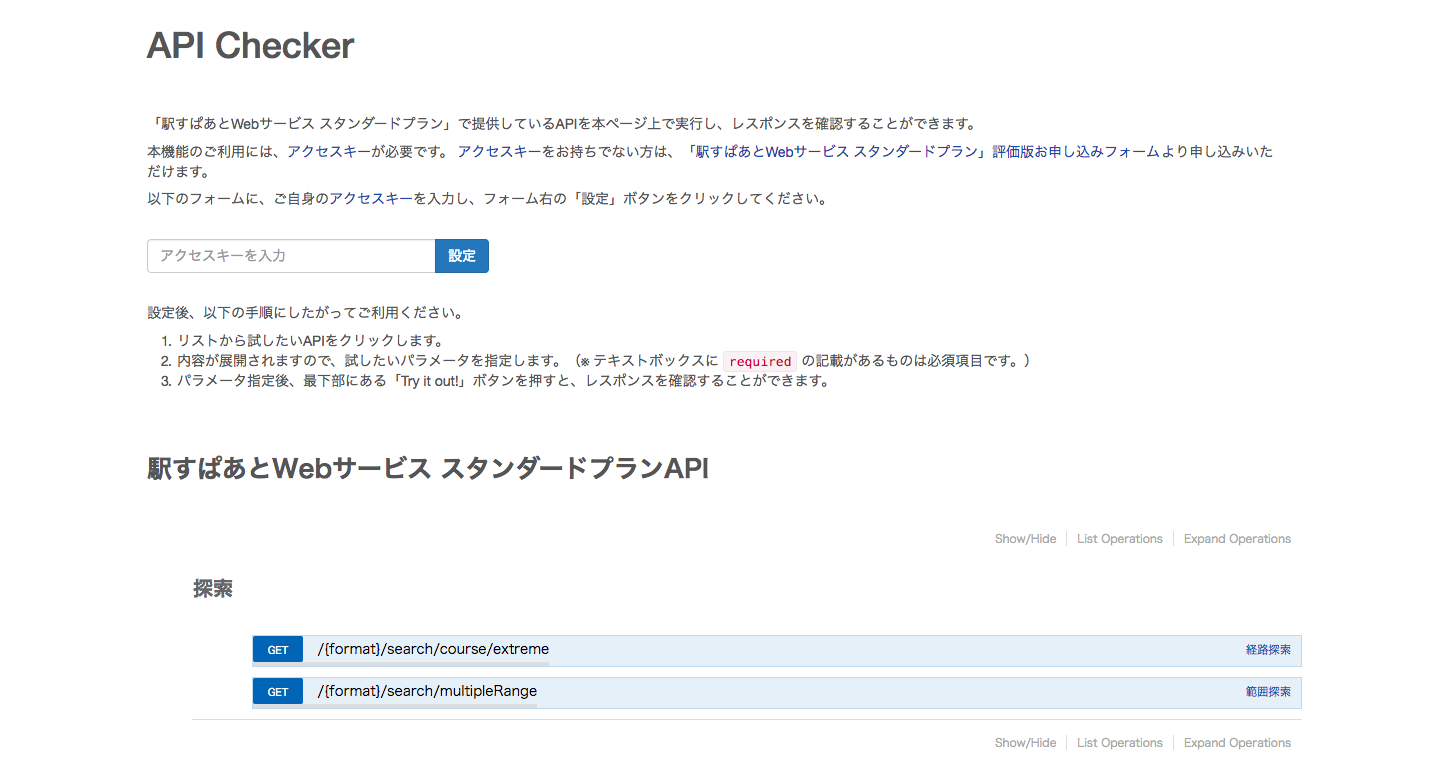 API Checker
「駅すぱあとWebサービス スタンダードプラン」で提供しているAPIを本ページ上で実行し、レスポンスを確認することができます。
本機能のご利用には、アクセスキーが必要です。 アクセスキーをお持ちでない方は、「駅すぱあとWebサービス スタンダードプラン」評価版お申し込みフォームより申し込みいた
だけます。
以下のフォームに、ご自身のアクセスキーを入力し、フォーム右の「設定」ボタンをクリックしてください。
アクセスキーを入力 設定
設定後、以下の手順にしたがってご利用ください。
1. リストから試したいAPIをクリックします。
2. 内容が展開されますので、試したいパラメータを指定します。（※ テキストボックスに required の記載があるものは必須項目です。）
3. パラメータ指定後、最下部にある「Try it out!」ボタンを押すと、レスポンスを確認することができます。
駅すぱあとWebサービス スタンダードプランAPI
Show/Hide List Operations Expand Operations
探索
GET /{format}/search/course/extreme 経路探索
GET /{format}/search/multipleRange 範囲探索
Show/Hide List Operations Expand Operations